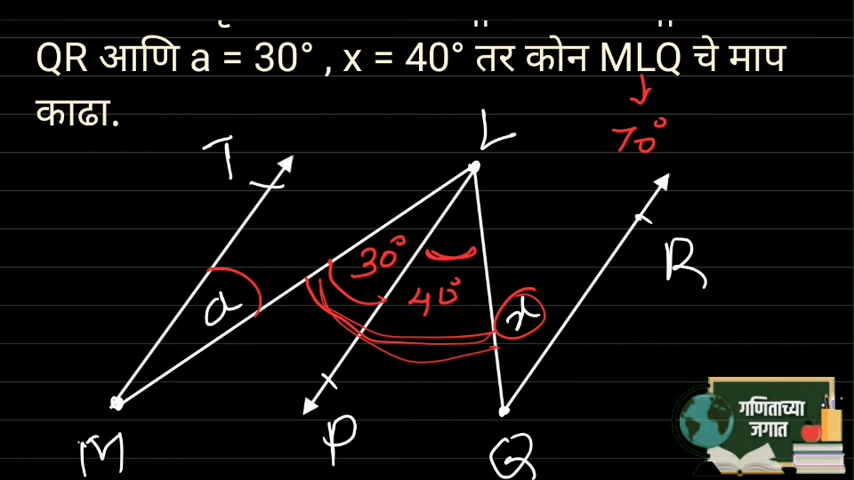 QR आणि a = 30° , x = 40° तर कोन MLQ चे माप
काढा.
70°
T
L
R
30°
40°
a
x
M
P
Q
गणिताच्या
जगात